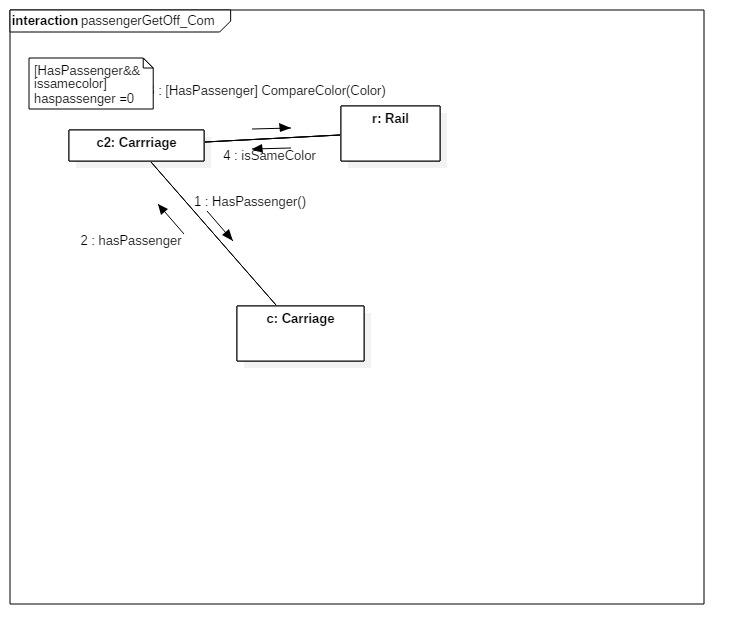 interaction passengerGetOff_Com
[HasPassenger&&
issamecolor]
haspassenger =0
: [HasPassenger] CompareColor(Color)
r: Rail
c2: Carrriage
4 : isSameColor
1 : HasPassenger()
2 : hasPassenger
c: Carriage